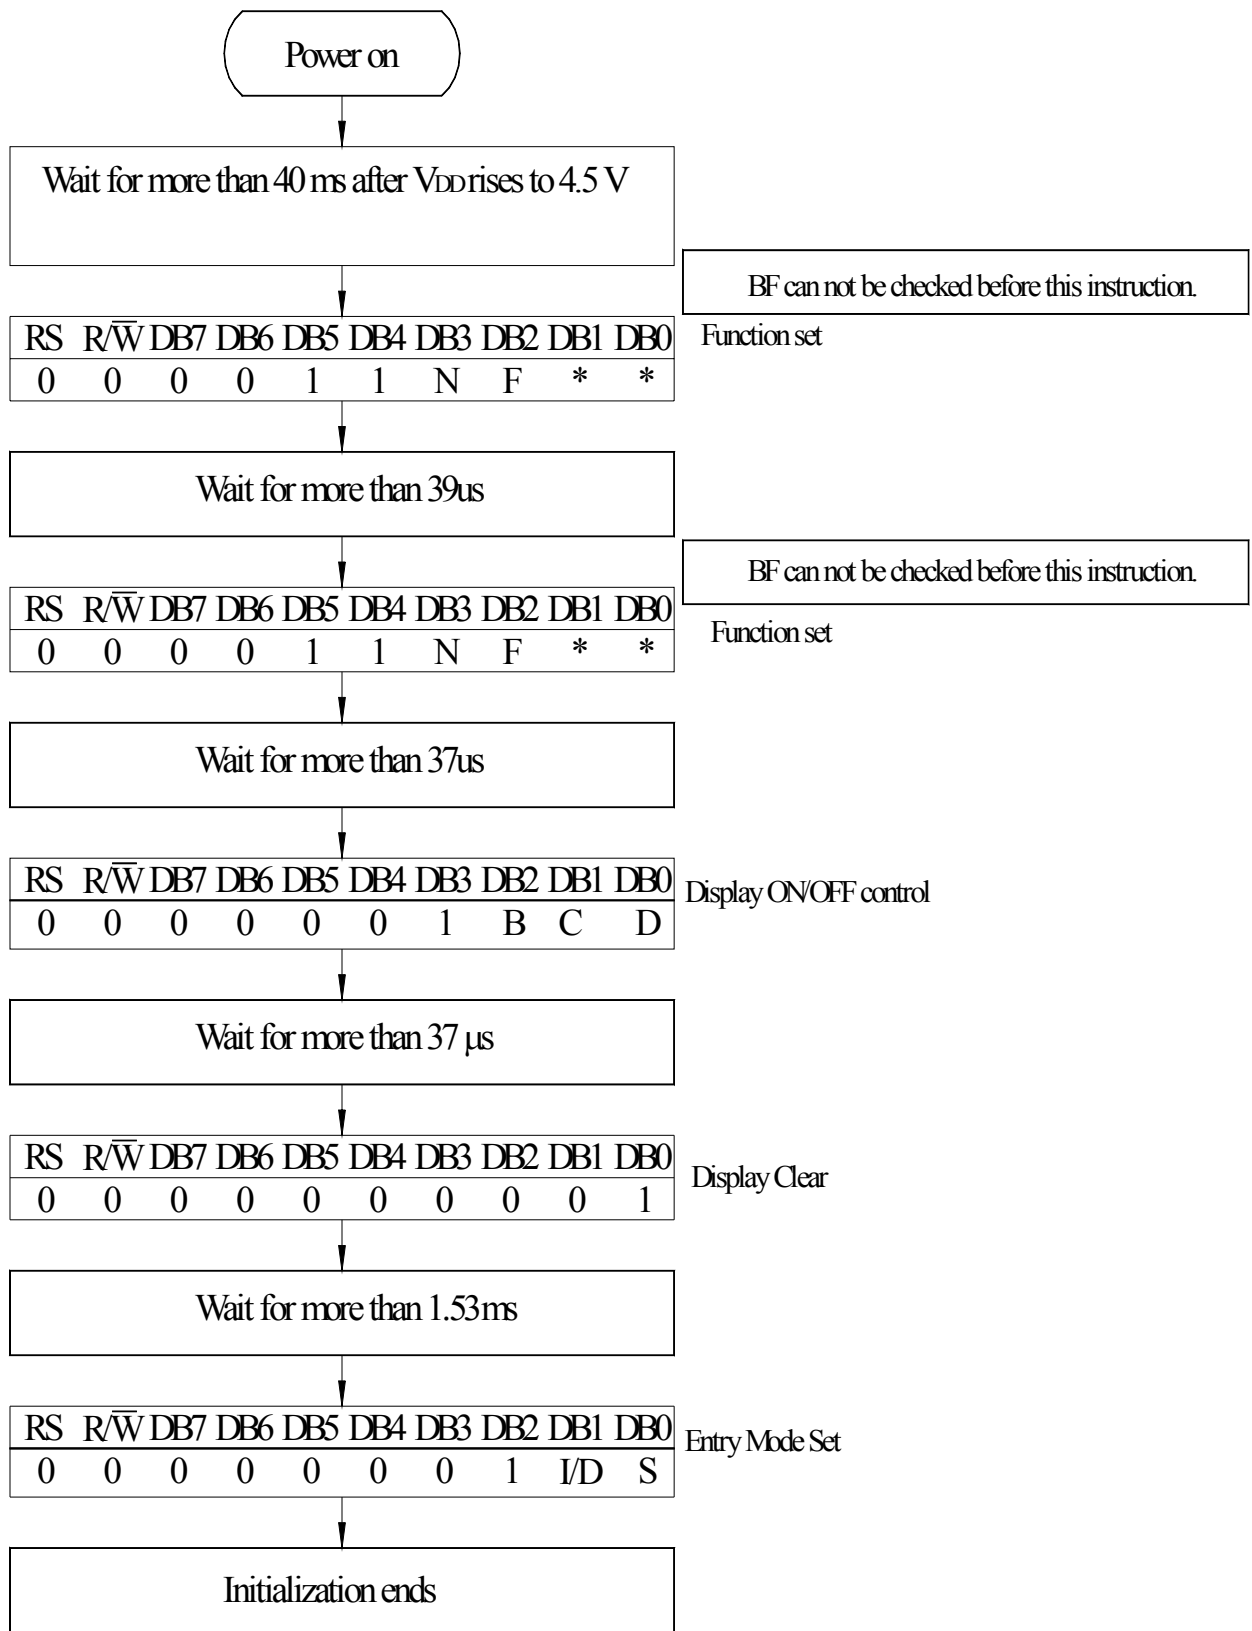 Power on
Wait for more than 40 ms after VDD rises to 4.5 V
BF can not be checked before this instruction.
RS R/W̅ DB7 DB6 DB5 DB4 DB3 DB2 DB1 DB0
Function set
0 0 0 0 1 1 N F * *
Wait for more than 39us
BF can not be checked before this instruction.
RS R/W̅ DB7 DB6 DB5 DB4 DB3 DB2 DB1 DB0
Function set
0 0 0 0 1 1 N F * *
Wait for more than 37us
RS R/W̅ DB7 DB6 DB5 DB4 DB3 DB2 DB1 DB0
Display ON/OFF control
0 0 0 0 0 0 1 B C D
Wait for more than 37 μs
RS R/W̅ DB7 DB6 DB5 DB4 DB3 DB2 DB1 DB0
Display Clear
0 0 0 0 0 0 0 0 0 1
Wait for more than 1.53ms
RS R/W̅ DB7 DB6 DB5 DB4 DB3 DB2 DB1 DB0
Entry Mode Set
0 0 0 0 0 0 0 1 I/D S
Initialization ends